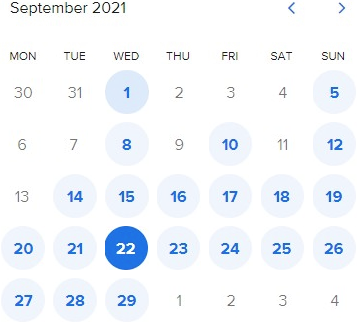 September 2021
MON TUE WED THU FRI SAT SUN
30 31 1 2 3 4 5
6 7 8 9 10 11 12
13 14 15 16 17 18 19
20 21 22 23 24 25 26
27 28 29 1 2 3 4